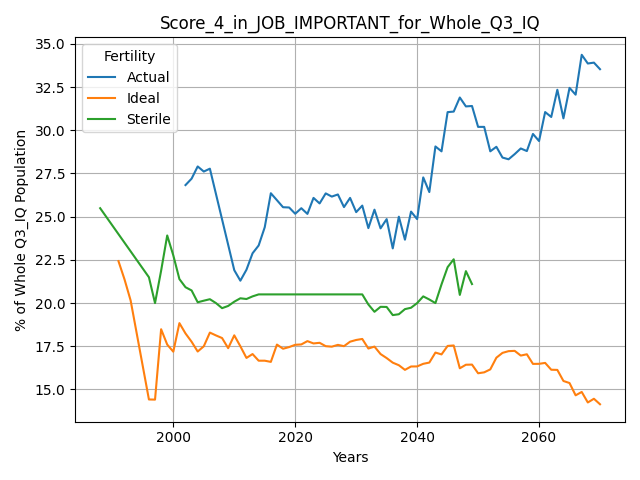 Score_4_in_JOB_IMPORTANT_for_Whole_Q3_IQ
Fertility
Actual
Ideal
Sterile
% of Whole Q3_IQ Population
35.0
32.5
30.0
27.5
25.0
22.5
20.0
17.5
15.0
2000
2020
2040
2060
Years